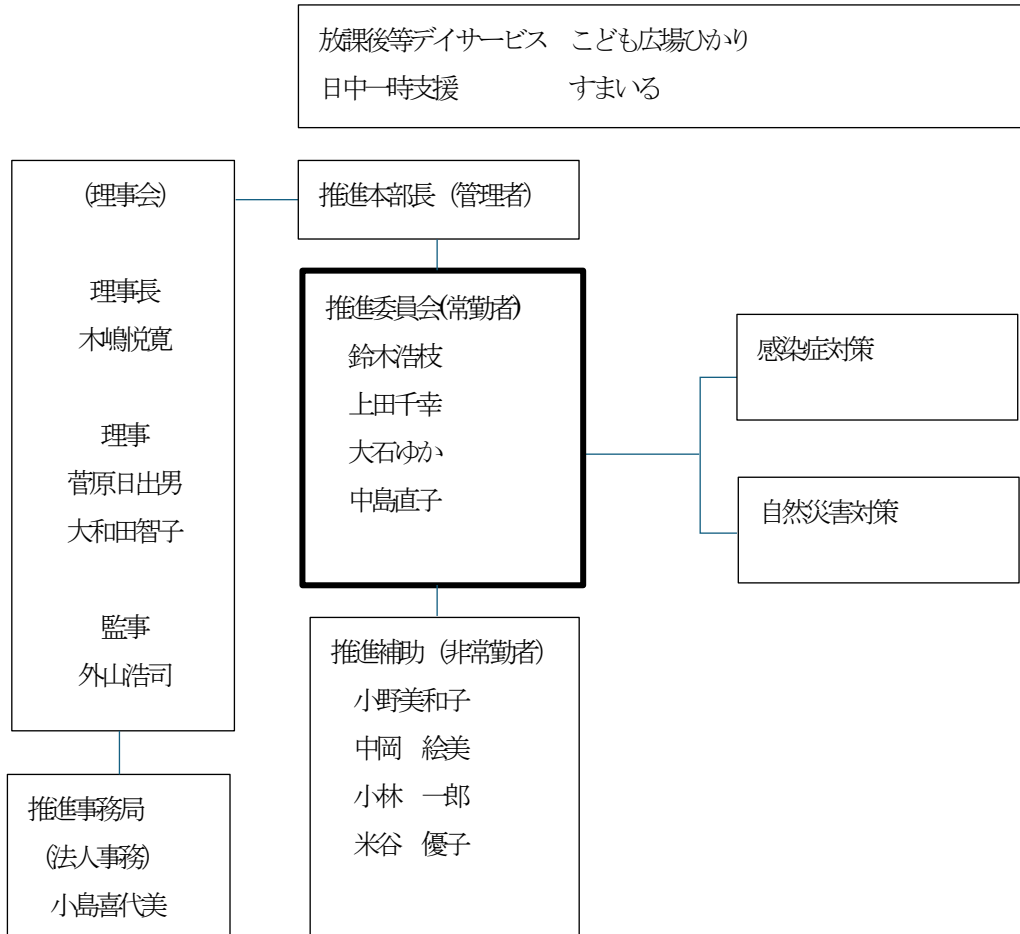 放課後等デイサービス　こども広場ひかり
日中一時支援　　　　　すまいる
(理事会)
理事長
木嶋悦寛
理事
菅原日出男
大和田智子
監事
外山浩司
推進事務局
(法人事務)
小島喜代美
推進本部長（管理者）
推進委員会(常勤者)
鈴木浩枝
上田千幸
大石ゆか
中島直子
推進補助（非常勤者）
小野美和子
中岡　絵美
小林　一郎
米谷　優子
感染症対策
自然災害対策